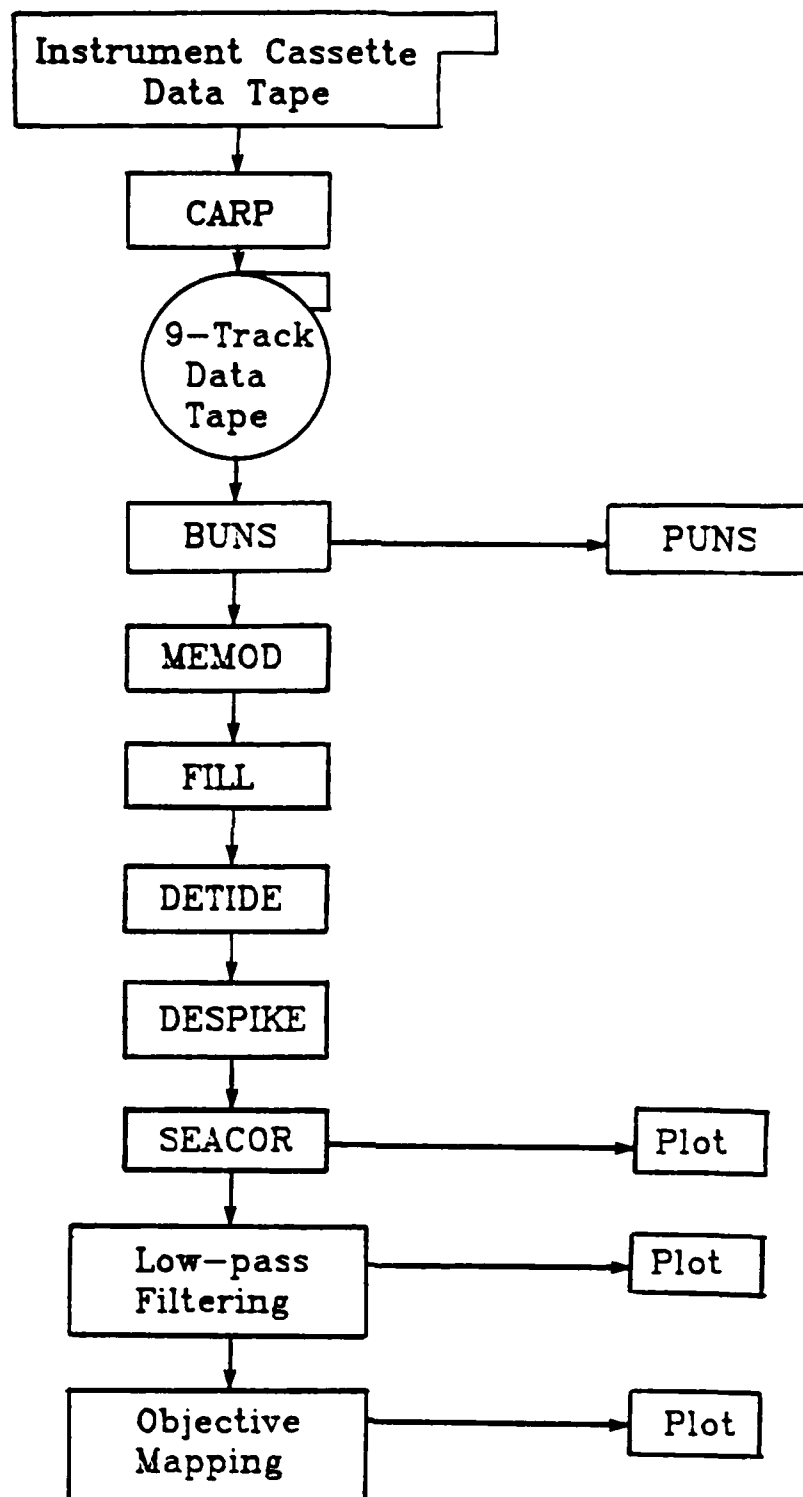 Instrument Cassette
Data Tape
CARP
9-Track
Data
Tape
BUNS
PUNS
MEMOD
FILL
DETIDE
DESPIKE
SEACOR
Plot
Low-pass
Filtering
Plot
Objective
Mapping
Plot